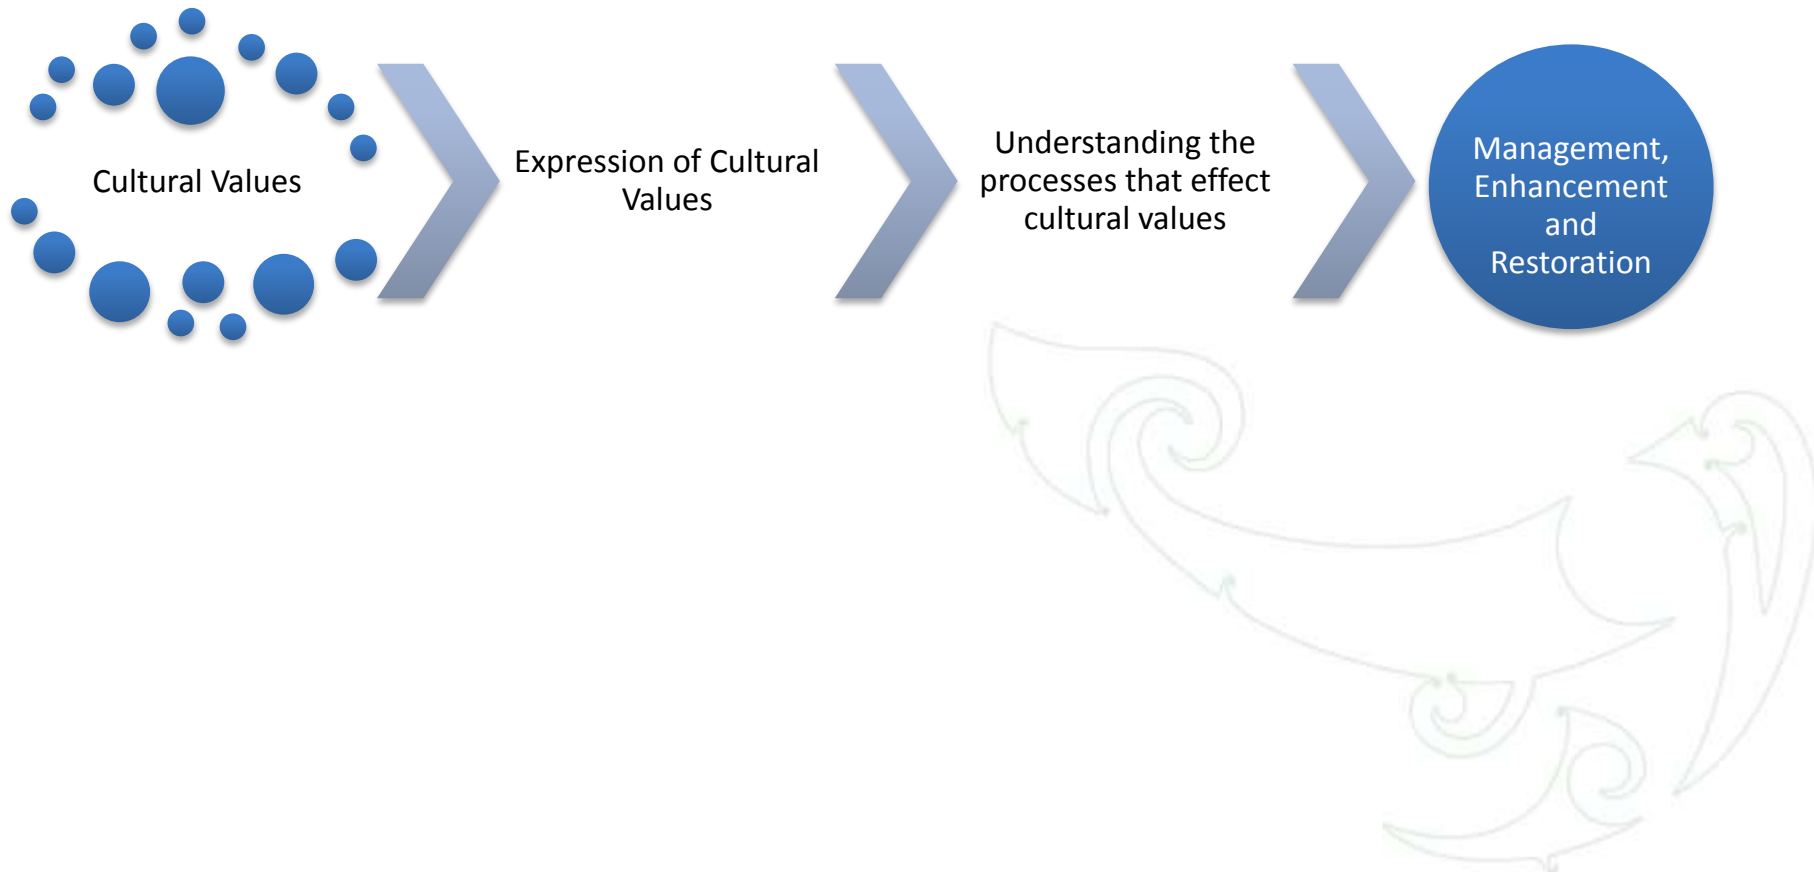 Cultural Values
Expression of Cultural
Values
Understanding the
processes that effect
cultural values
Management,
Enhancement
and
Restoration